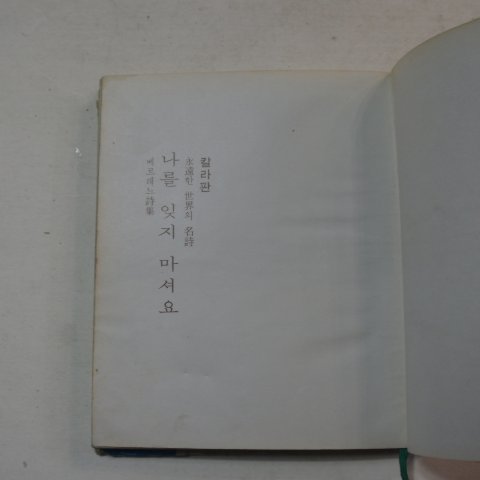 칼라판
永遠한 世界의 名詩
나를 잊지 마셔요
베르레느詩集